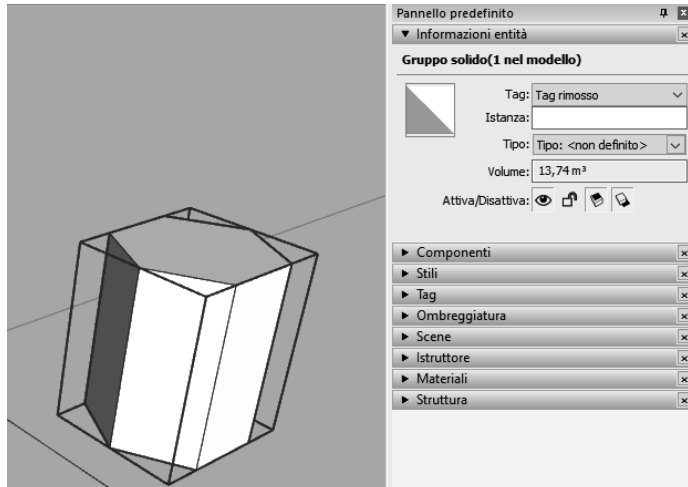 Pannello predefinito
Informazioni entità
Gruppo solido(1 nel modello)
Tag: Tag rimosso
Istanza:
Tipo: Tipo: <non definito>
Volume: 13,74 m³
Attiva/Disattiva:
Componenti
Stili
Tag
Ombreggiatura
Scene
Istruttore
Materiali
Struttura